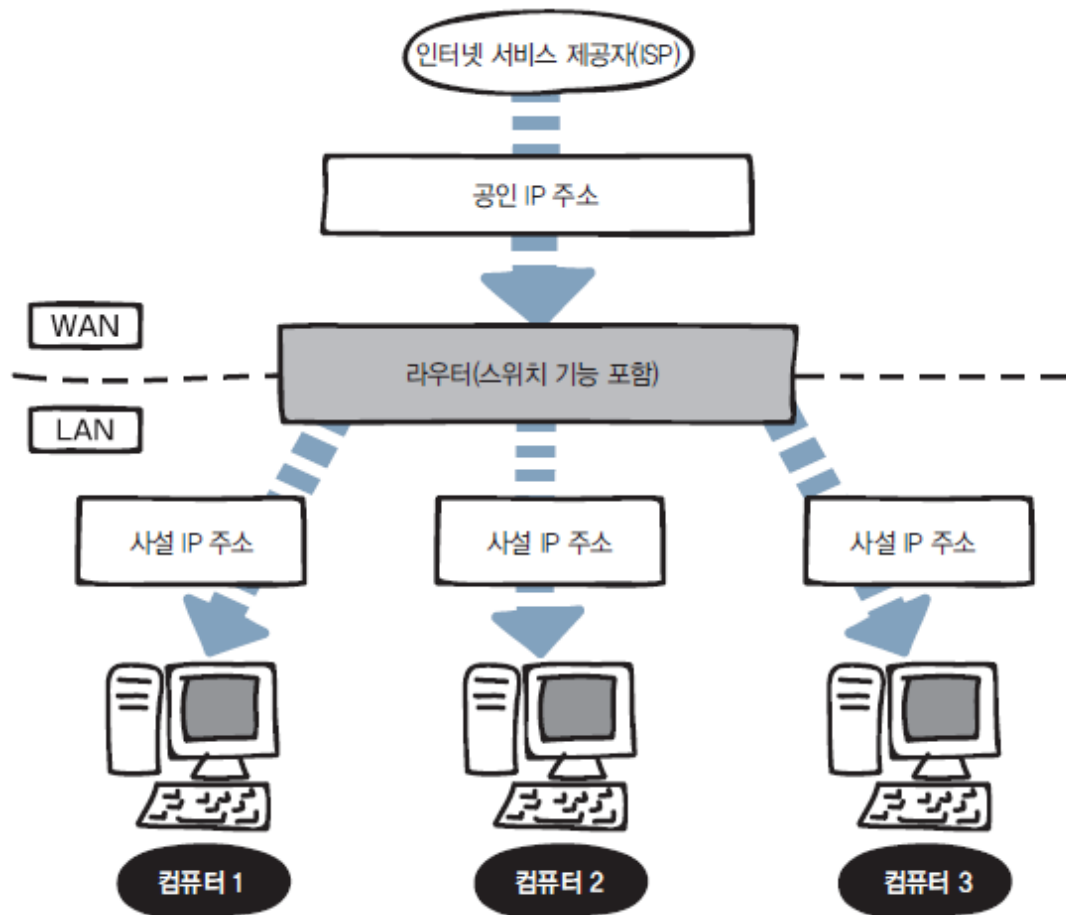 인터넷 서비스 제공자(ISP)
공인 IP 주소
WAN
라우터(스위치 기능 포함)
LAN
사설 IP 주소
사설 IP 주소
사설 IP 주소
컴퓨터 1
컴퓨터 2
컴퓨터 3